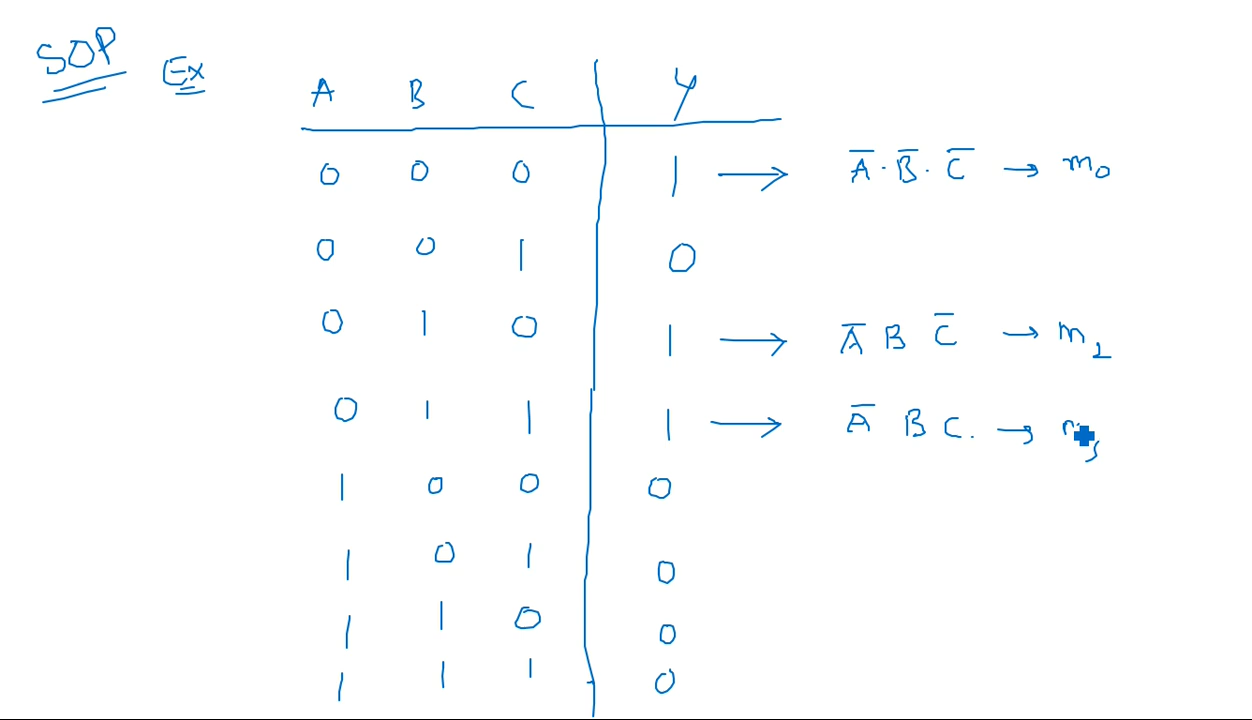 SOP Ex
A B C Y
0 0 0 1 → A̅ · B̅ · C̅ → m₀
0 0 1 0
0 1 0 1 → A̅ B C̅ → m₂
0 1 1 1 → A̅ B C. →
1 0 0 0
1 0 1 0
1 1 0 0
1 1 1 0